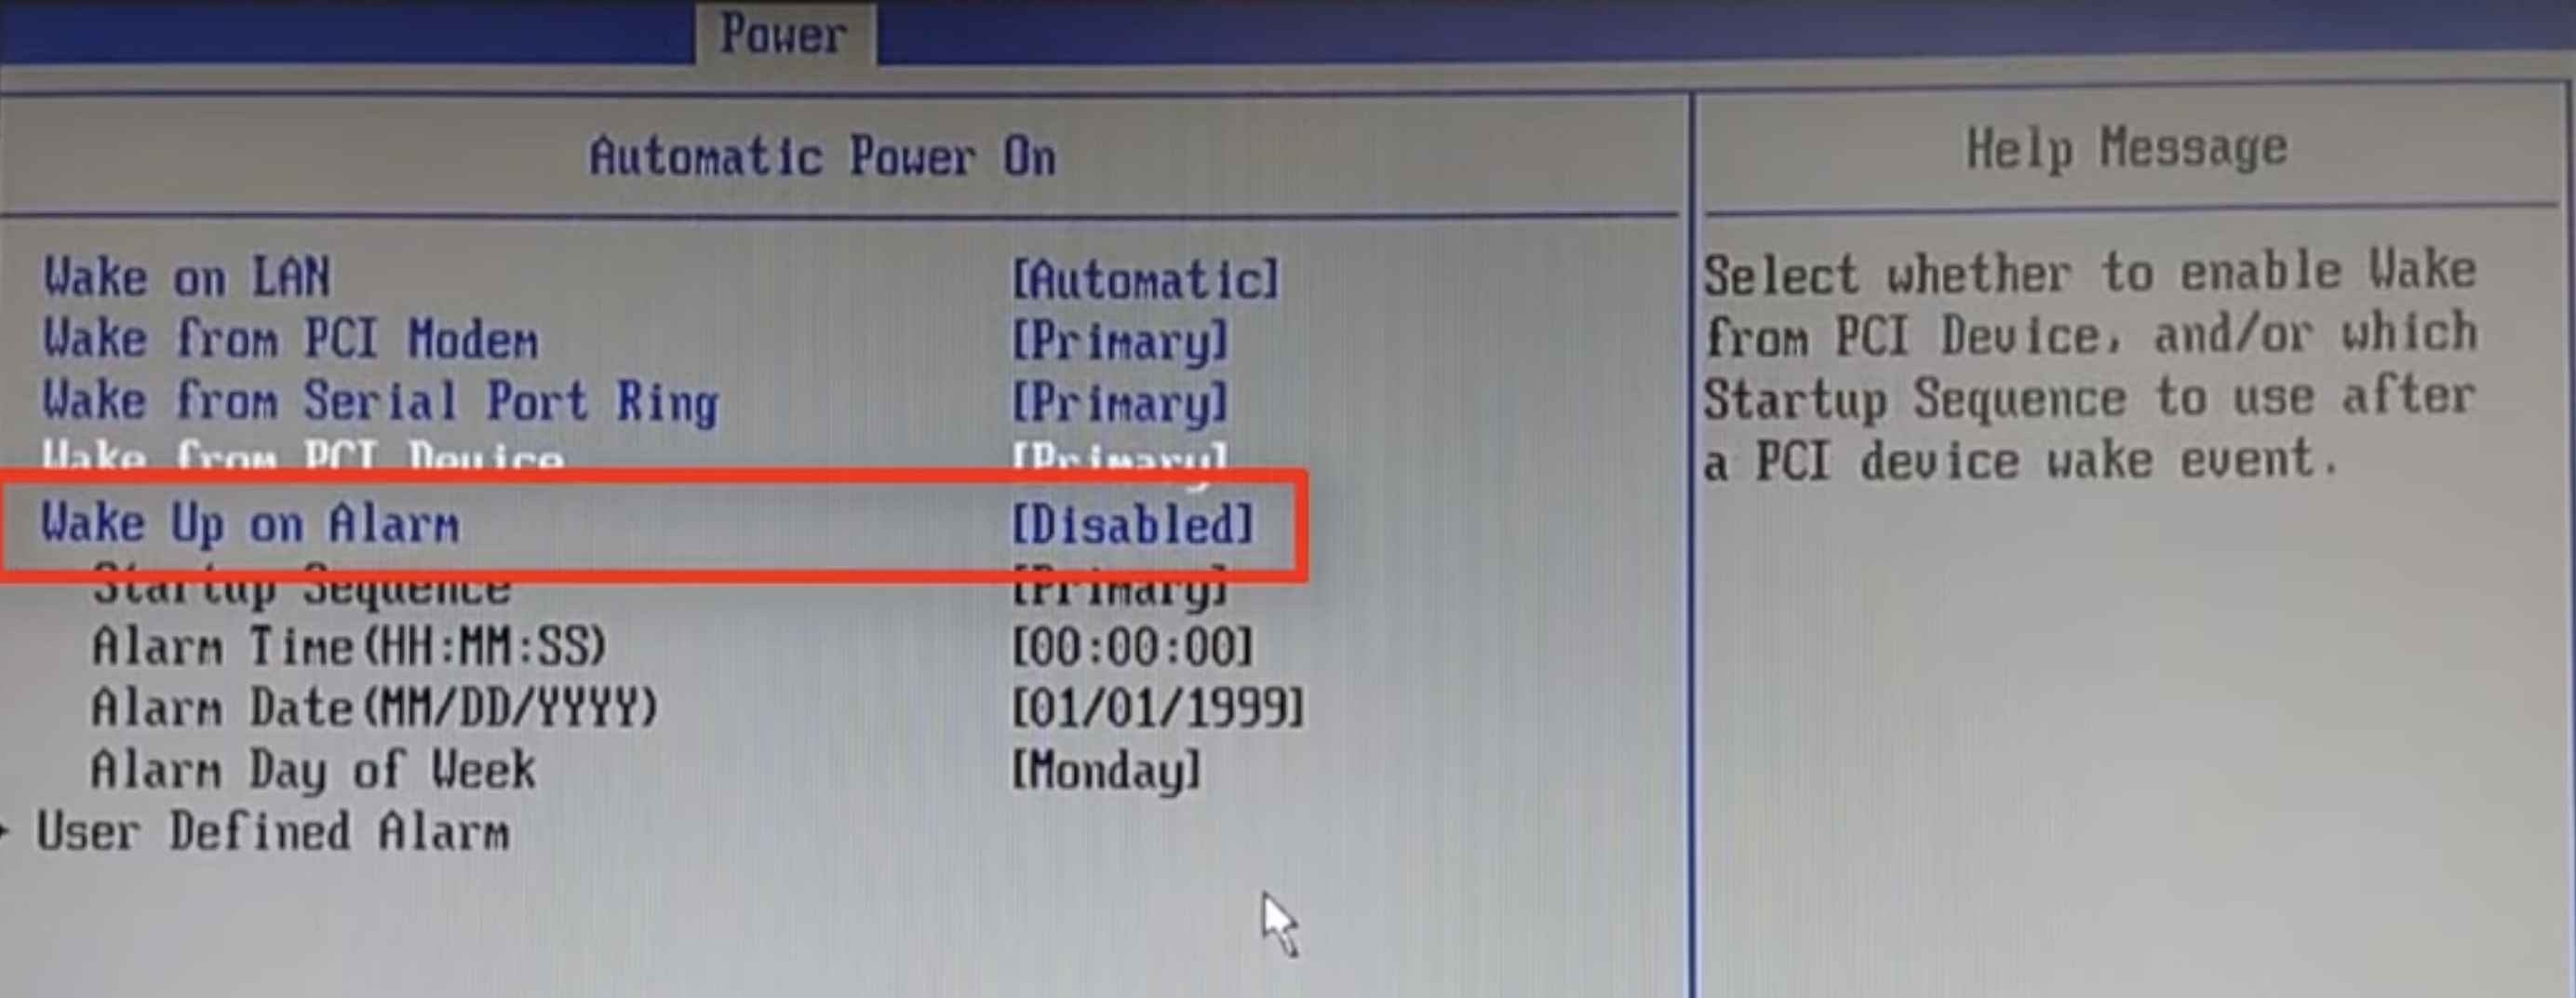 Power
Automatic Power On
Help Message
Wake on LAN [Automatic]
Wake from PCI Modem [Primary]
Wake from Serial Port Ring [Primary]
Wake from PCI Device [Primary]
Wake Up on Alarm [Disabled]
Startup Sequence [Primary]
Alarm Time(HH:MM:SS) [00:00:00]
Alarm Date(MM/DD/YYYY) [01/01/1999]
Alarm Day of Week [Monday]
User Defined Alarm
Select whether to enable Wake
from PCI Device, and/or which
Startup Sequence to use after
a PCI device wake event.